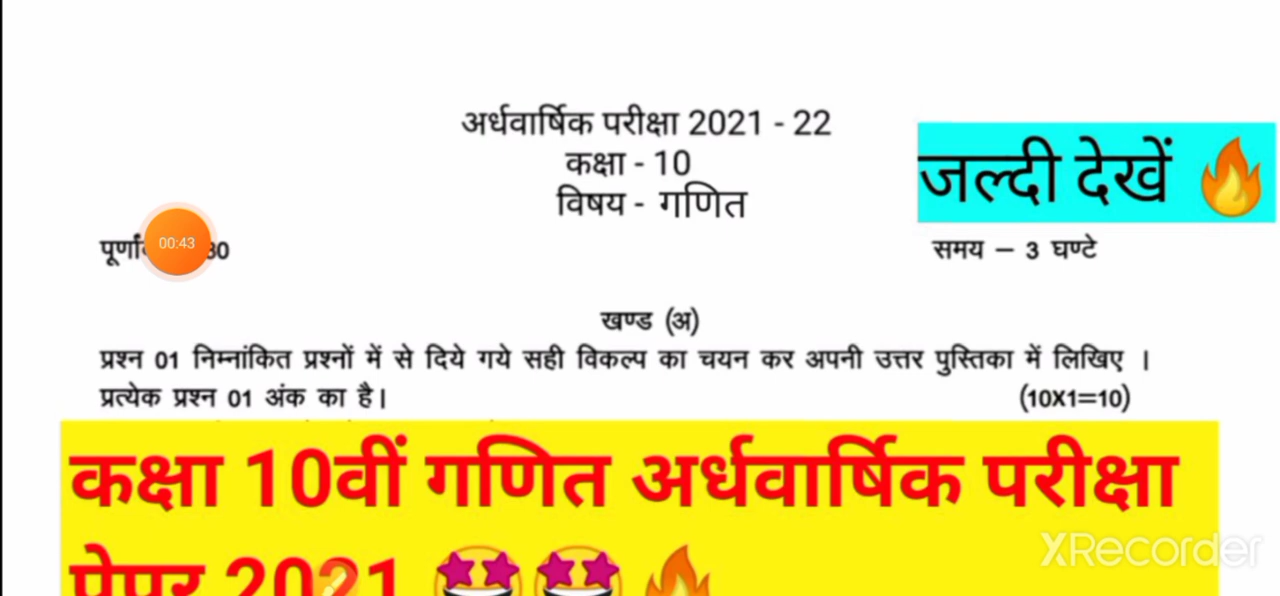 अर्धवार्षिक परीक्षा 2021 - 22
कक्षा - 10
विषय - गणित
जल्दी देखें 🔥
00:43
समय – 3 घण्टे
खण्ड (अ)
प्रश्न 01 निम्नांकित प्रश्नों में से दिये गये सही विकल्प का चयन कर अपनी उत्तर पुस्तिका में लिखिए ।
प्रत्येक प्रश्न 01 अंक का है। (10X1=10)
कक्षा 10वीं गणित अर्धवार्षिक परीक्षा
पेपर 2021 🤩🤩🔥
XRecorder